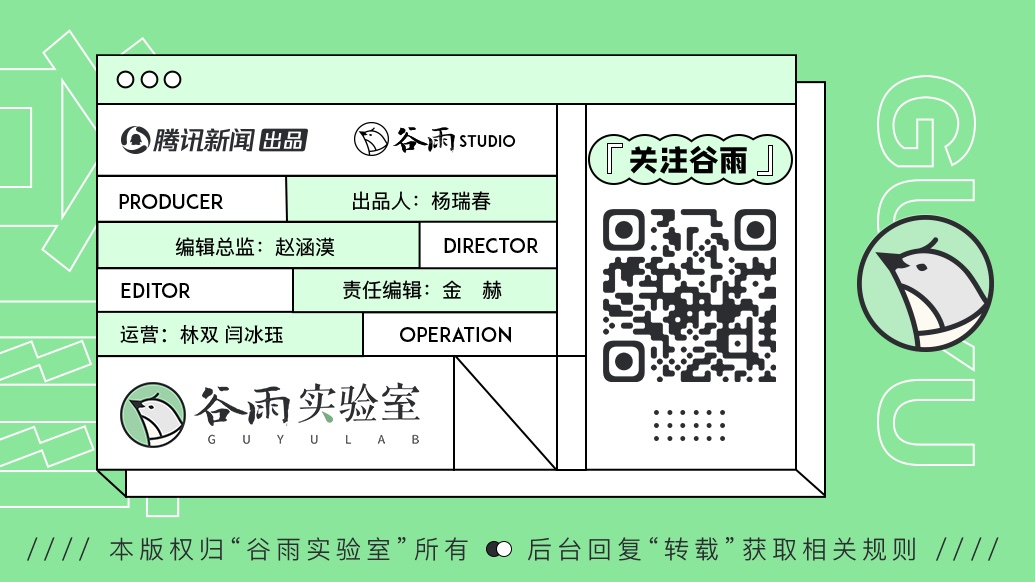 腾讯新闻 出品
谷雨 STUDIO
PRODUCER
出品人：杨瑞春
编辑总监：赵涵漠
DIRECTOR
EDITOR
责任编辑：金 赫
运营：林双 闫冰珏
OPERATION
谷雨实验室
GUYULAB
『关注谷雨』
谷雨
GUYU
//// 本版权归“谷雨实验室”所有 后台回复“转载”获取相关规则 ////